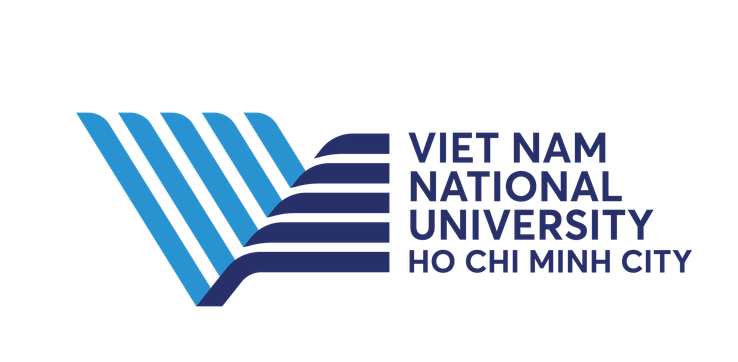 VIET NAM
NATIONAL
UNIVERSITY
HO CHI MINH CITY